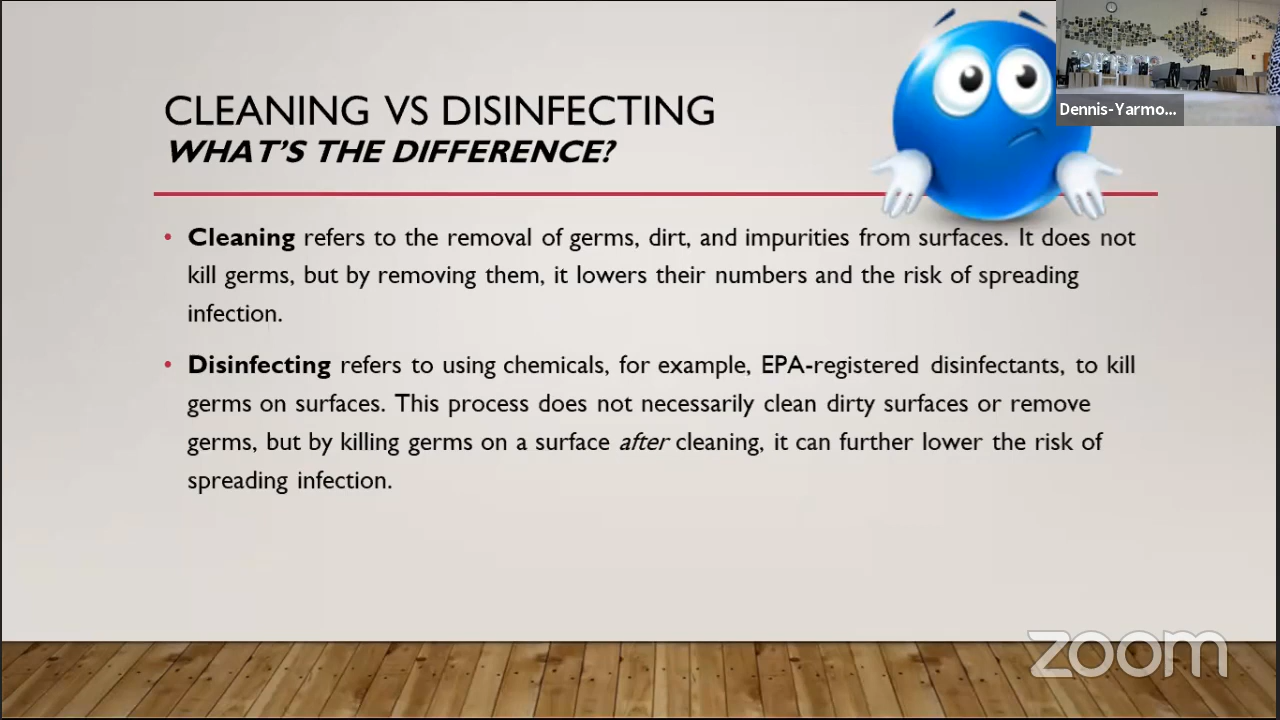 CLEANING VS DISINFECTING
WHAT'S THE DIFFERENCE?
Dennis-Yarmo...
• Cleaning refers to the removal of germs, dirt, and impurities from surfaces. It does not
kill germs, but by removing them, it lowers their numbers and the risk of spreading
infection.
• Disinfecting refers to using chemicals, for example, EPA-registered disinfectants, to kill
germs on surfaces. This process does not necessarily clean dirty surfaces or remove
germs, but by killing germs on a surface after cleaning, it can further lower the risk of
spreading infection.
zoom